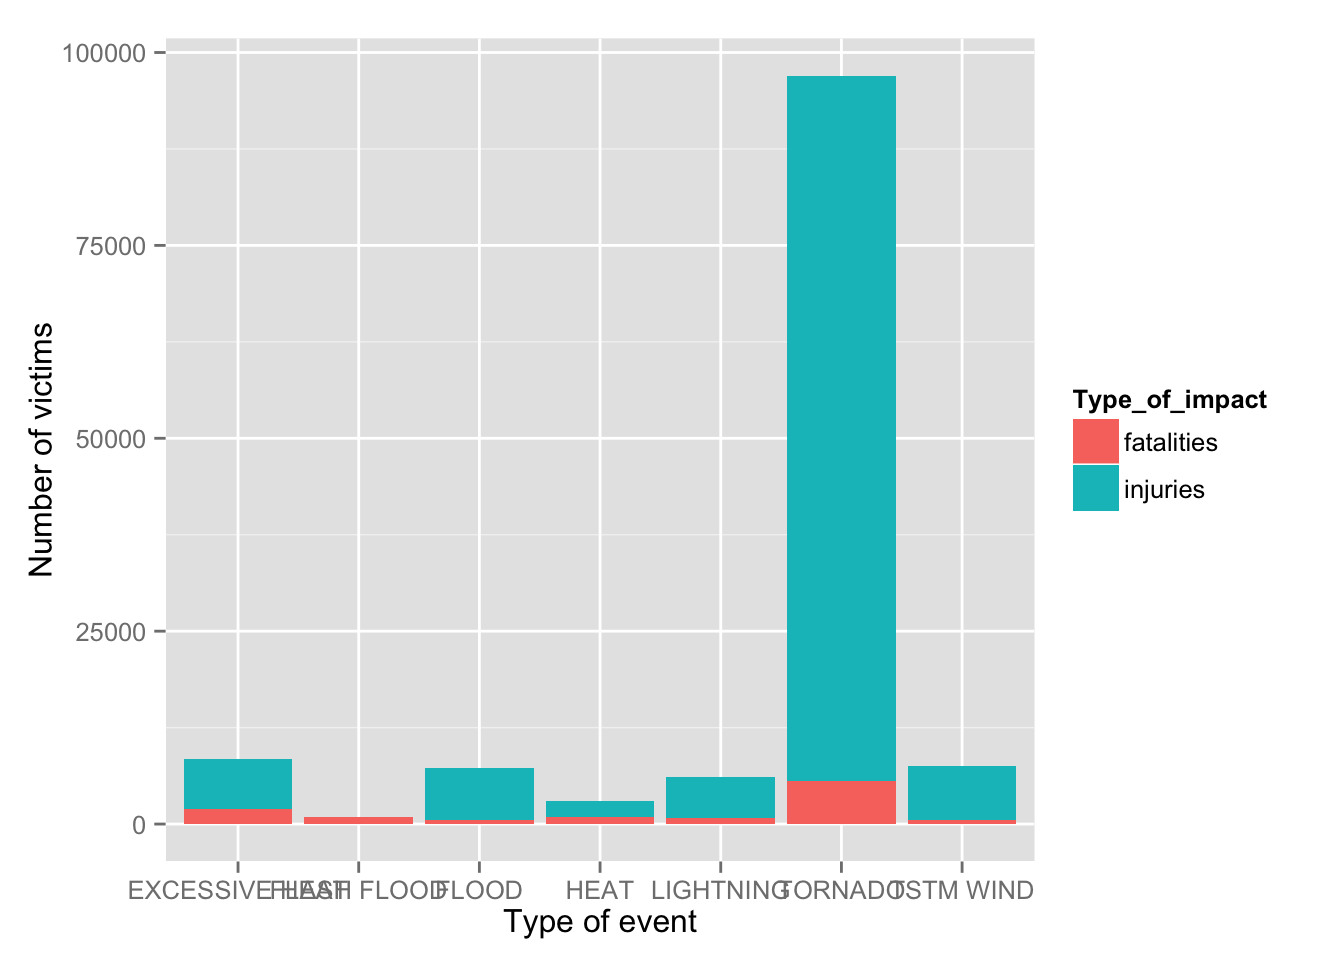 100000
75000
50000
25000
0
Number of victims
EXCESSIVE HEAT FLASH FLOOD FLOOD HEAT LIGHTNING TORNADO TSTM WIND
Type of event
Type_of_impact
fatalities
injuries